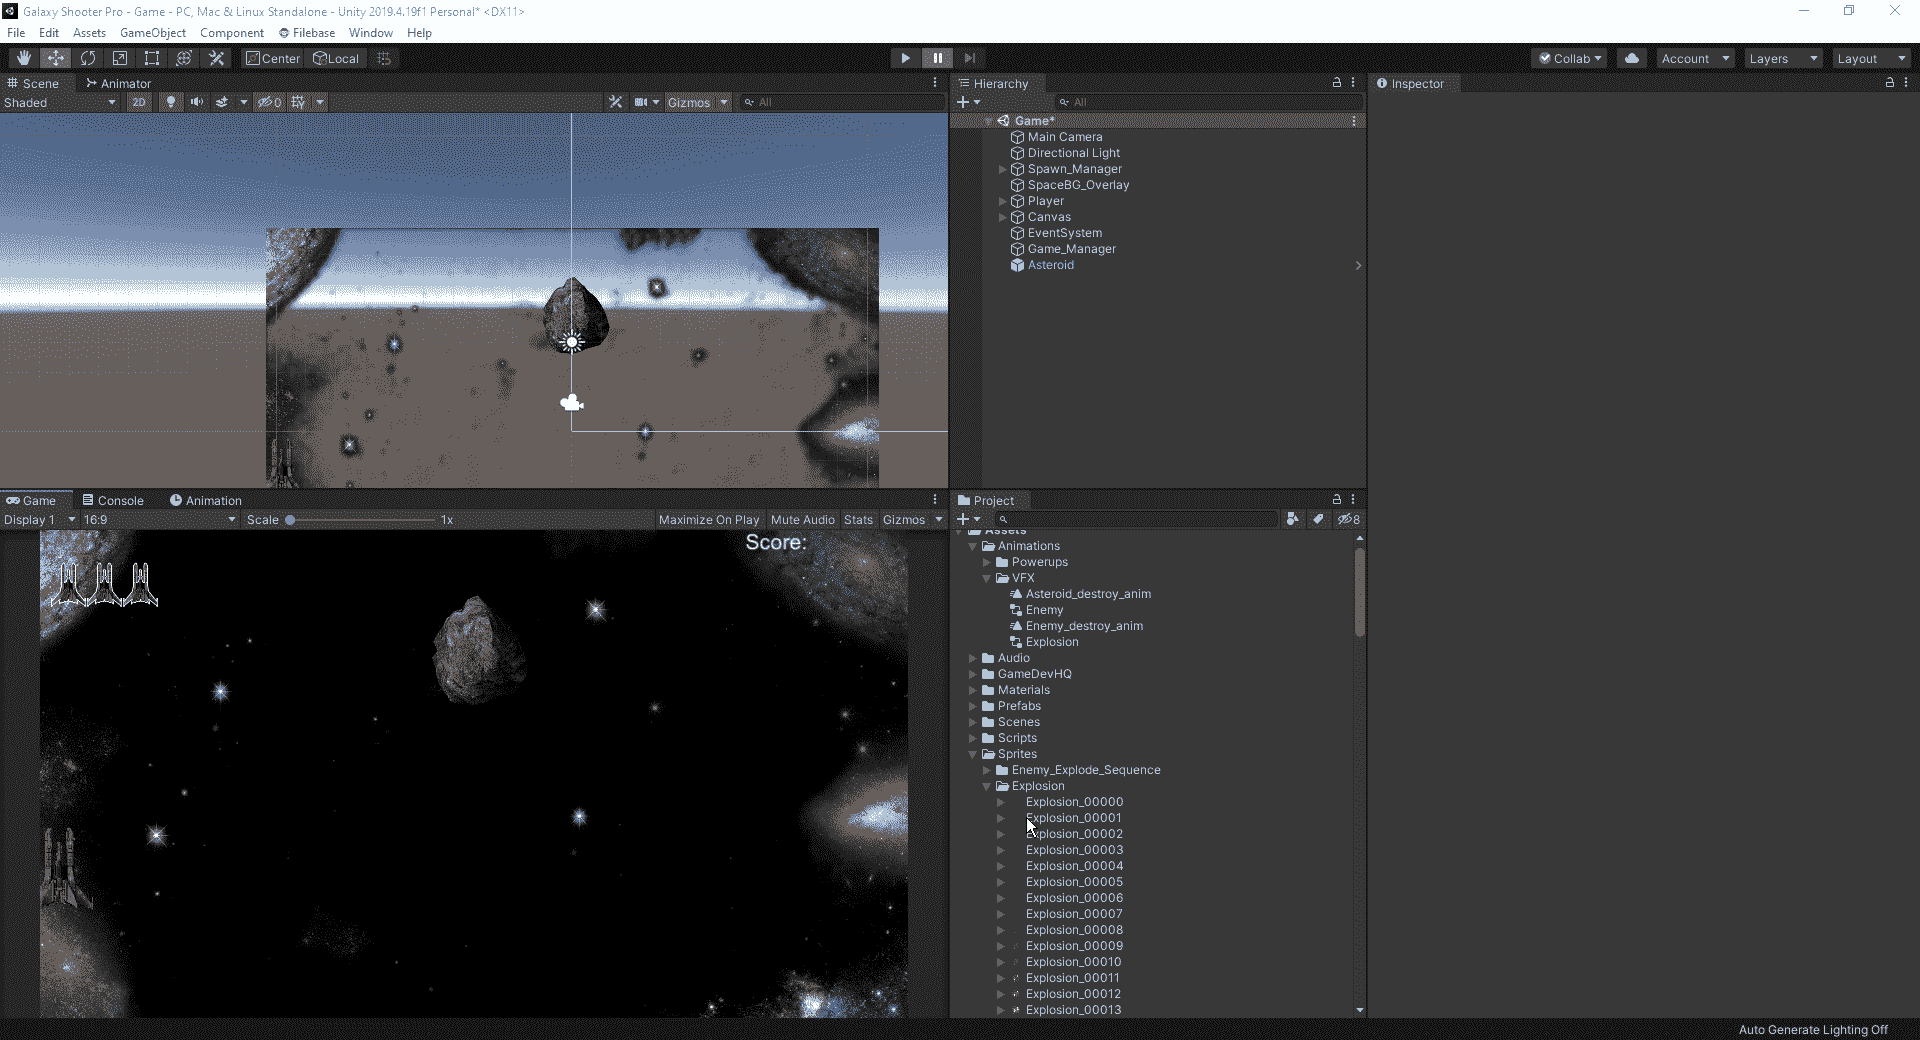 Galaxy Shooter Pro - Game - PC, Mac & Linux Standalone - Unity 2019.4.19f1 Personal* <DX11>
File Edit Assets GameObject Component Filebase Window Help
Center Local Collab Account Layers Layout
Scene Animator
Shaded 2D 0 Gizmos All
Hierarchy
All
Game*
Main Camera
Directional Light
Spawn_Manager
SpaceBG_Overlay
Player
Canvas
EventSystem
Game_Manager
Asteroid
Inspector
Game Console Animation
Display 1 16:9 Scale 1x Maximize On Play Mute Audio Stats Gizmos
Score:
Project
8
Assets
Animations
Powerups
VFX
Asteroid_destroy_anim
Enemy
Enemy_destroy_anim
Explosion
Audio
GameDevHQ
Materials
Prefabs
Scenes
Scripts
Sprites
Enemy_Explode_Sequence
Explosion
Explosion_00000
Explosion_00001
Explosion_00002
Explosion_00003
Explosion_00004
Explosion_00005
Explosion_00006
Explosion_00007
Explosion_00008
Explosion_00009
Explosion_00010
Explosion_00011
Explosion_00012
Explosion_00013
Auto Generate Lighting Off